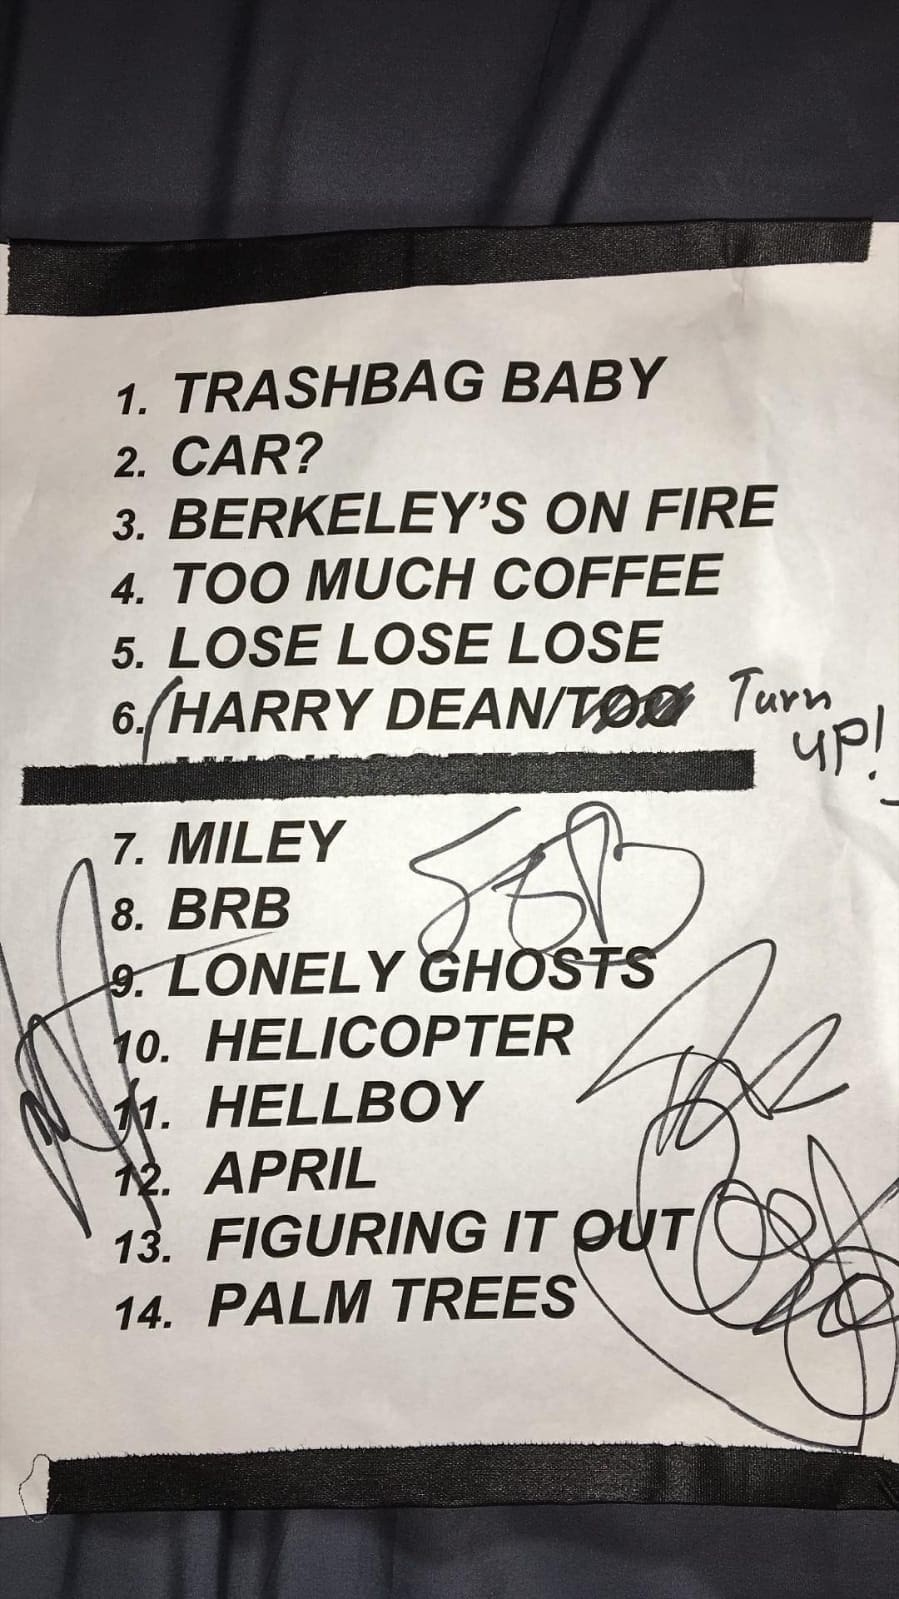 1. TRASHBAG BABY
2. CAR?
3. BERKELEY'S ON FIRE
4. TOO MUCH COFFEE
5. LOSE LOSE LOSE
6. (HARRY DEAN/TOO Turn
up!
7. MILEY
8. BRB
9. LONELY GHOSTS
10. HELICOPTER
11. HELLBOY
12. APRIL
13. FIGURING IT OUT
14. PALM TREES